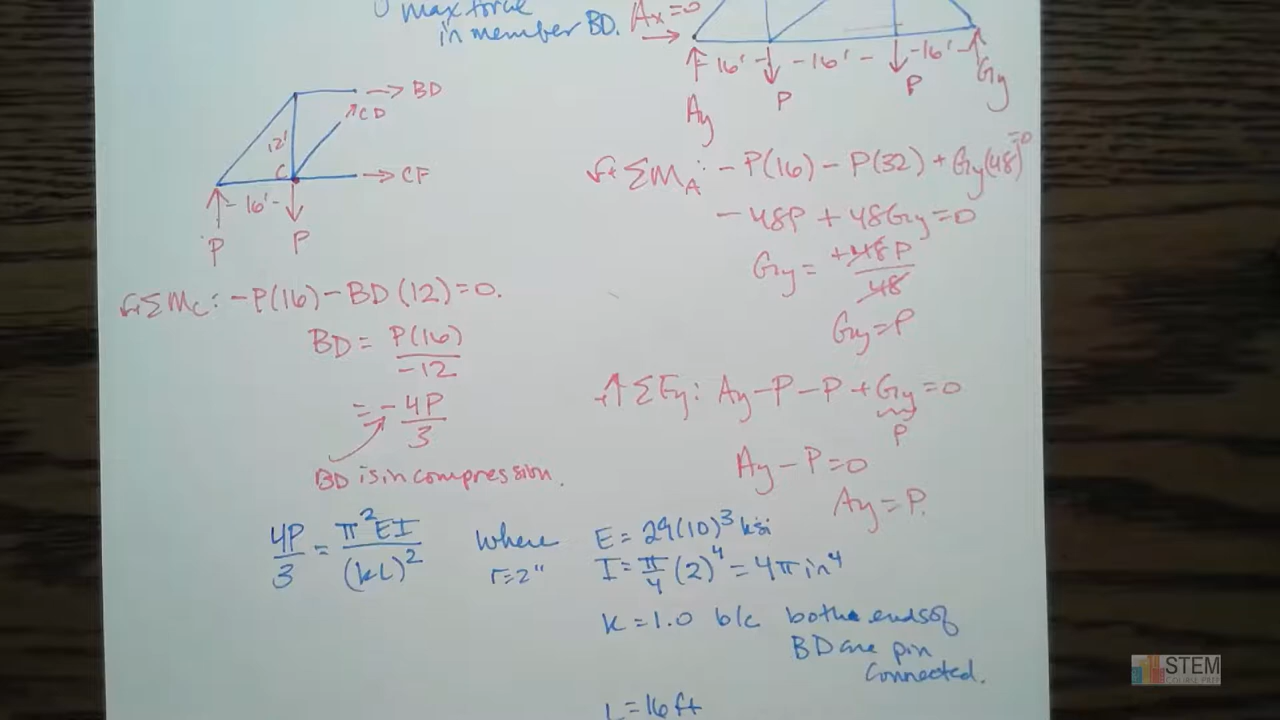 max force
in member BD.
Ax=0
16'
16'
16'
P
P
Gy
Ay
BD
CD
12'
C
CF
16'
P
P
ΣMA: -P(16)-P(32)+Gy(48)=0
-48P+48Gy=0
Gy=+48P/48
Gy=P
+↑ΣFy: Ay-P-P+Gy=0
P
Ay-P=0
Ay=P.
ΣMC: -P(16)-BD(12)=0.
BD=P(16)/-12
=-4P/3
BD is in compression.
4P/3=π²EI/(kL)² where
r=2"
E=29(10)³ ksi
I=π/4(2)⁴=4π in⁴
K=1.0 b/c both ends of
BD are pin
connected.
L=16ft
STEM
COURSE PREP